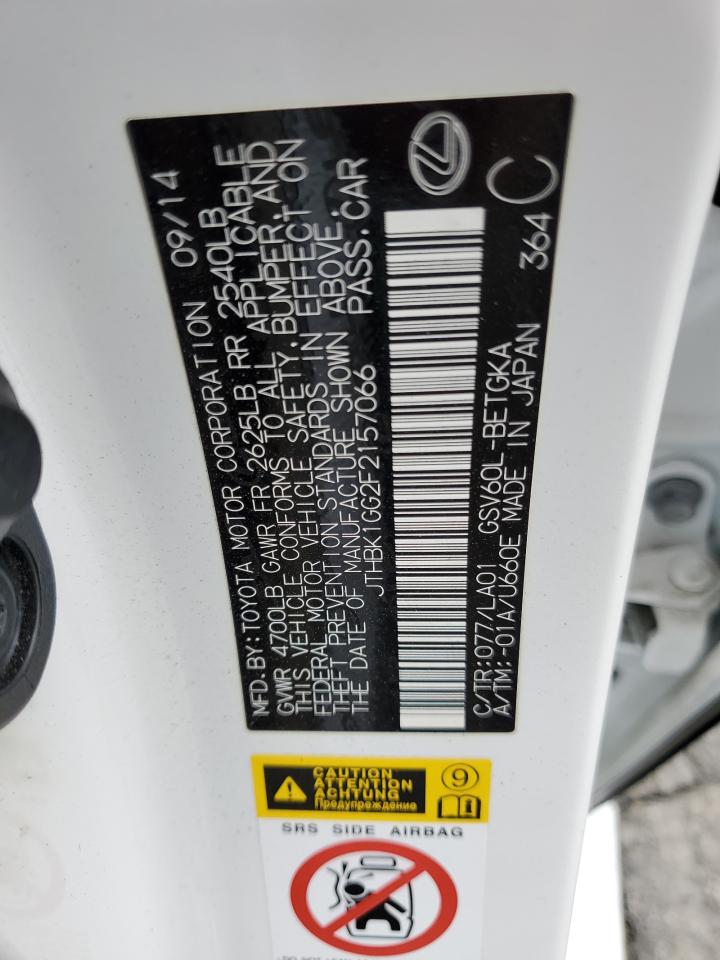 MFD.BY:TOYOTA MOTOR CORPORATION 09/14
GVWR 4700LB GAWR FR 2625LB RR 2540LB
THIS VEHICLE CONFORMS TO ALL APPLICABLE
FEDERAL MOTOR VEHICLE SAFETY,BUMPER,AND
THEFT PREVENTION STANDARDS IN EFFECT ON
THE DATE OF MANUFACTURE SHOWN ABOVE.
JTHBK1GG2F2157066 PASS.CAR
C/TR:077/LA01 GSV60L-BETGKA 364 C
A/TM:-01A/U660E MADE IN JAPAN
CAUTION
ATTENTION
ACHTUNG
Предупреждение
9
SRS SIDE AIRBAG